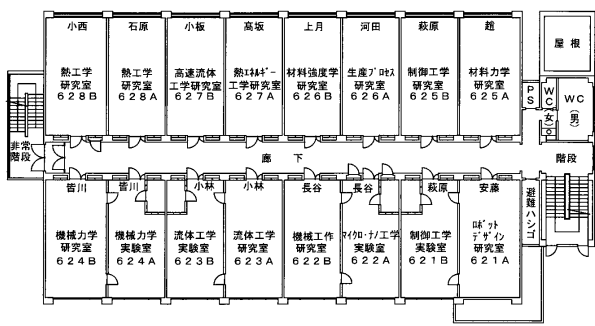 小西
熱工学
研究室
628B
石原
熱工学
研究室
628A
小板
高速流体
工学研究室
627B
髙坂
熱エネルギー
工学研究室
627A
上月
材料強度学
研究室
626B
河田
生産プロセス
研究室
626A
萩原
制御工学
研究室
625B
趙
材料力学
研究室
625A
屋根
PS
WC
(女)
WC
(男)
非常
階段
廊下
階段
皆川
機械力学
研究室
624B
皆川
機械力学
実験室
624A
小林
流体工学
実験室
623B
小林
流体工学
研究室
623A
長谷
機械工作
研究室
622B
長谷
マイクロ・ナノ工学
実験室
622A
萩原
制御工学
実験室
621B
安藤
ロボット
デザイン
研究室
621A
避難ハシゴ